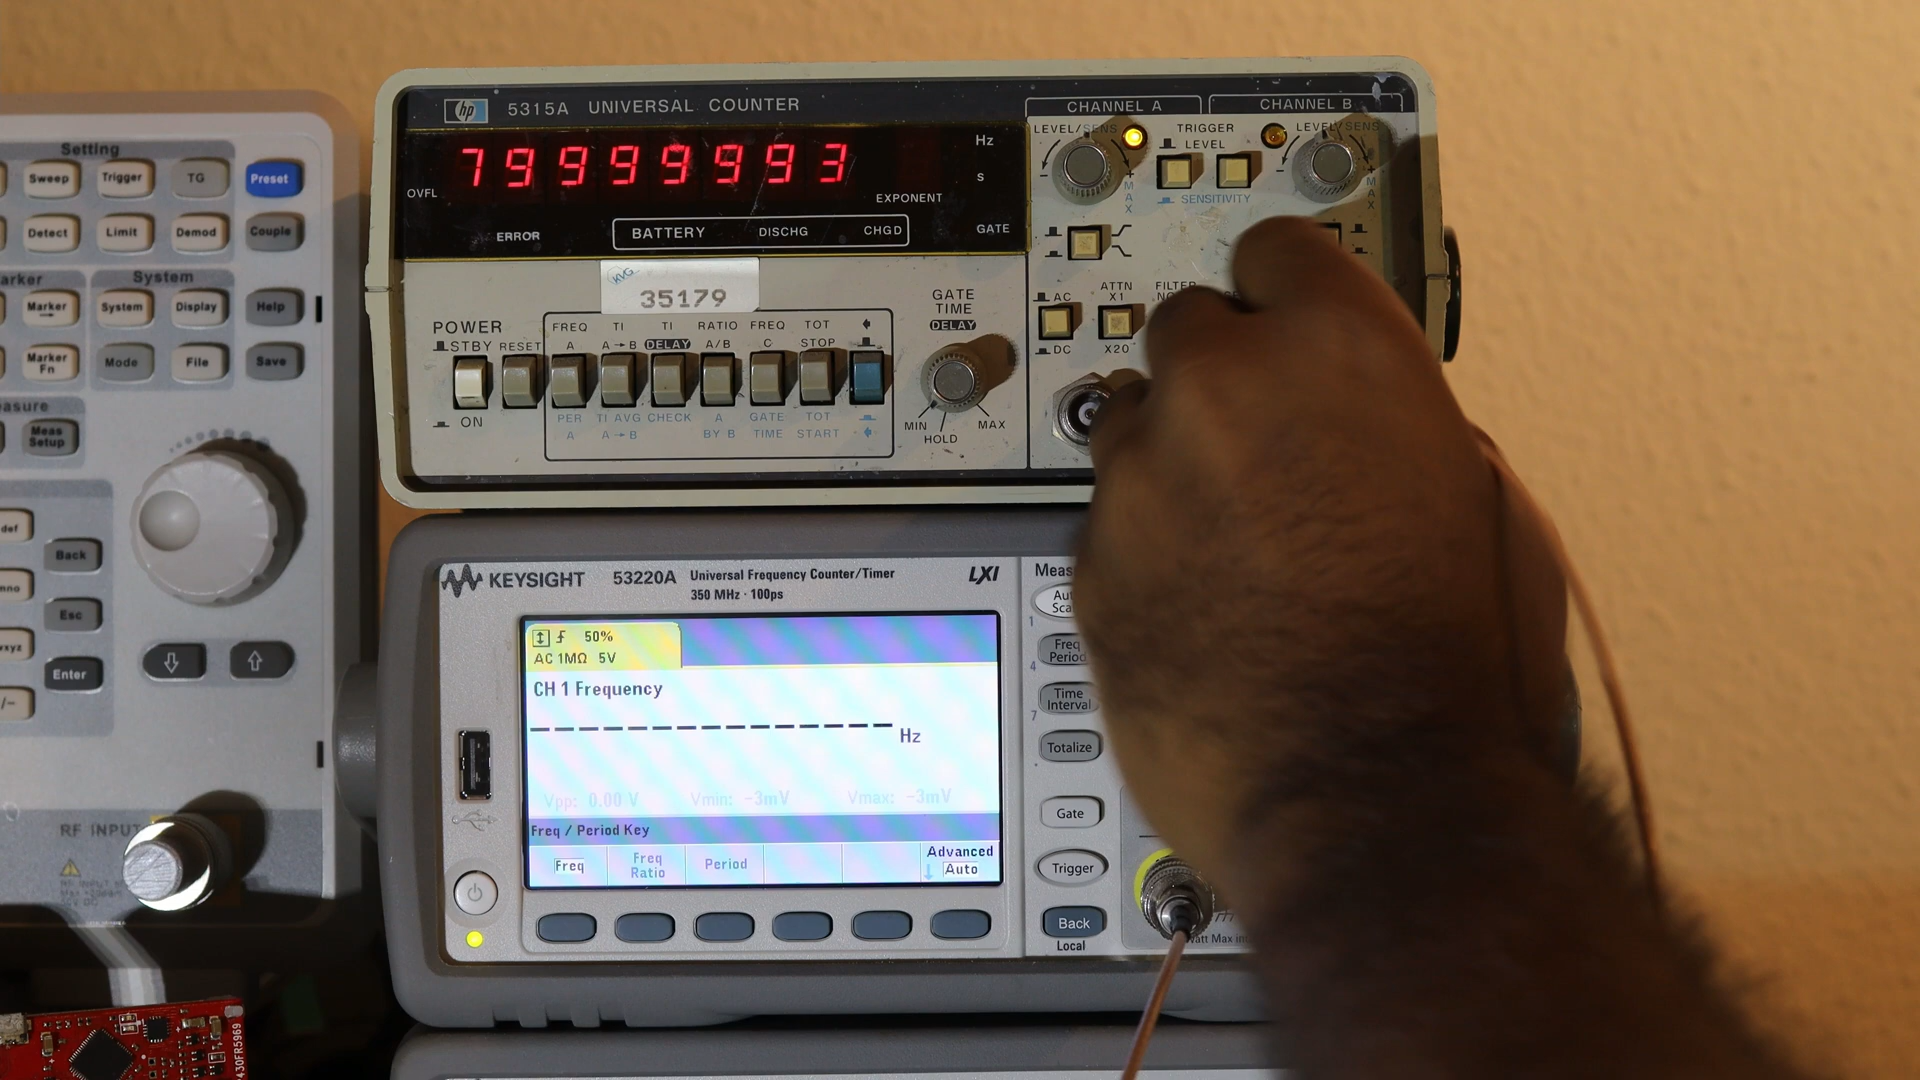 hp 5315A UNIVERSAL COUNTER
CHANNEL A
CHANNEL B
LEVEL/SENS
TRIGGER
LEVEL
LEVEL/SENS
79999993
Hz
s
OVFL
EXPONENT
ERROR
BATTERY DISCHG CHGD
GATE
- + MAX
SENSITIVITY
- + MAX
KVG
35179
POWER
STBY
RESET
ON
FREQ TI TI RATIO FREQ TOT
A A→B DELAY A/B C STOP
PER TI AVG CHECK A GATE TOT
A A→B BY B TIME START
GATE
TIME
DELAY
MIN
HOLD
MAX
AC
DC
ATTN
X1
X20
FILTER
Setting
Sweep
Trigger
TG
Preset
Detect
Limit
Demod
Couple
System
Marker
System
Display
Help
Marker
Fn
Mode
File
Save
Meas
Setup
def
Back
Esc
Enter
RF INPUT
KEYSIGHT 53220A Universal Frequency Counter/Timer
350 MHz · 100ps
LXI
50%
AC 1MΩ 5V
CH 1 Frequency
Hz
Vpp: 0.00 V Vmin: -3mV Vmax: -3mV
Freq / Period Key
Freq
Freq
Ratio
Period
Advanced
Auto
1
Freq
Period
4
Time
Interval
7
Totalize
Gate
Trigger
Back
Local
430FR5969